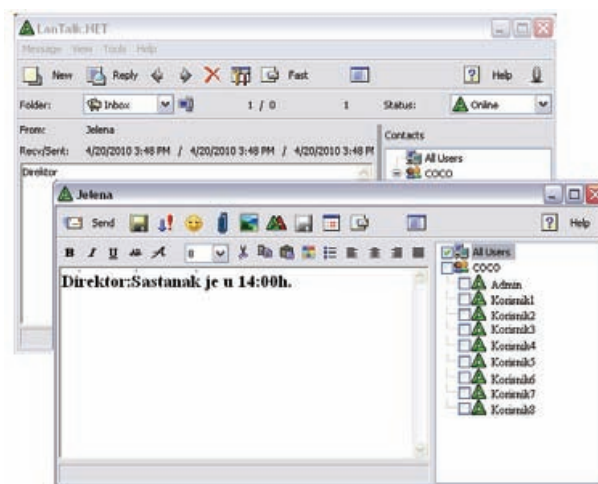 LanTalk.NET
Message View Tools Help
New Reply Fast Help
Folder: Inbox 1 / 0 1 Status: Online
From: Jelena Contacts
Recv/Sent: 4/20/2010 3:48 PM / 4/20/2010 3:48 PM / 4/20/2010 3:48 PM All Users
Direktor COCO
Jelena
Send Help
B I U 8
All Users
COCO
Direktor:Sastanak je u 14:00h.
Admin
Korisnik1
Korisnik2
Korisnik3
Korisnik4
Korisnik5
Korisnik6
Korisnik7
Korisnik8